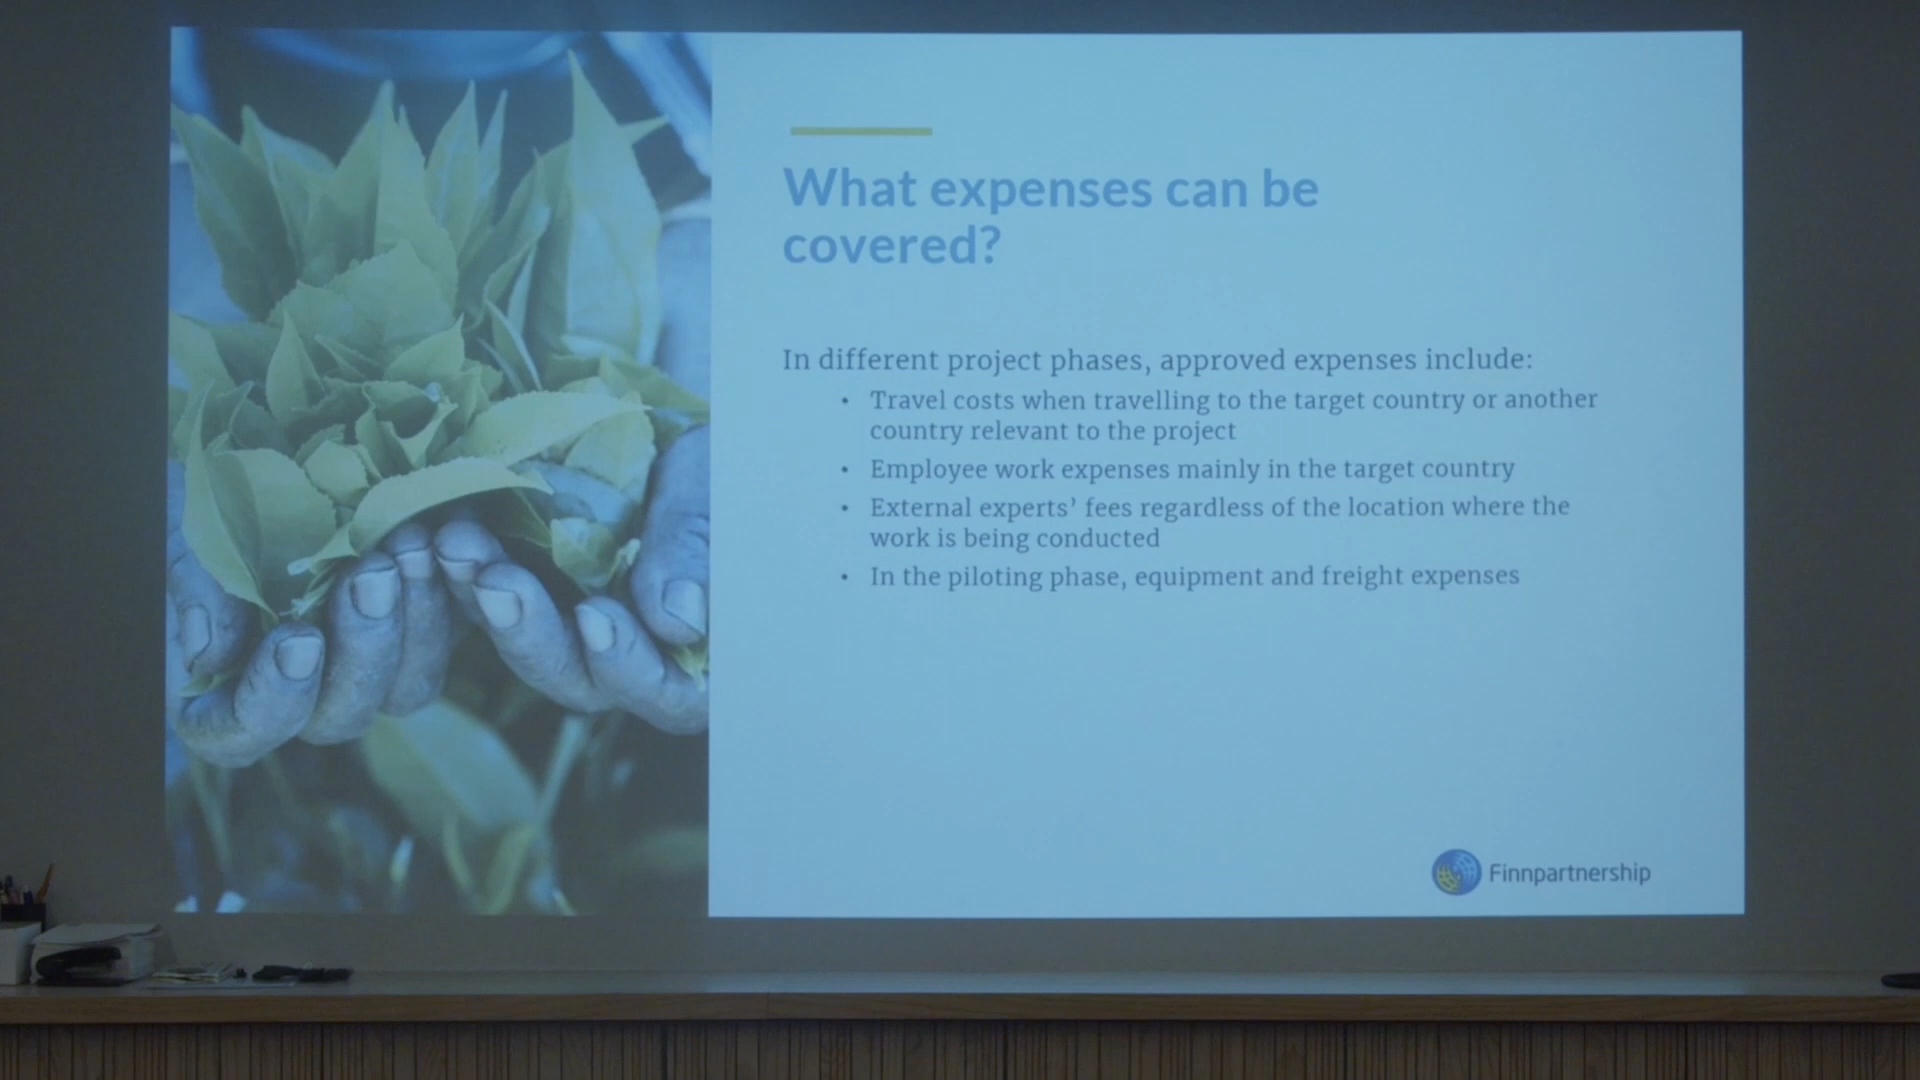 What expenses can be
covered?
In different project phases, approved expenses include:
• Travel costs when travelling to the target country or another
country relevant to the project
• Employee work expenses mainly in the target country
• External experts’ fees regardless of the location where the
work is being conducted
• In the piloting phase, equipment and freight expenses
Finnpartnership